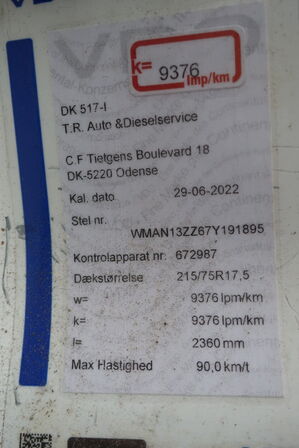 VDO
k= 9376 Imp/km
DK 517-I
T.R. Auto &Dieselservice
C F Tietgens Boulevard 18
DK-5220 Odense
Kal. dato 29-06-2022
Stel nr.
WMAN13ZZ67Y191895
Kontrolapparat nr: 672987
Dækstørrelse 215/75R17,5
w= 9376 Ipm/km
k= 9376 Ipm/km
l= 2360 mm
Max Hastighed 90,0 km/t